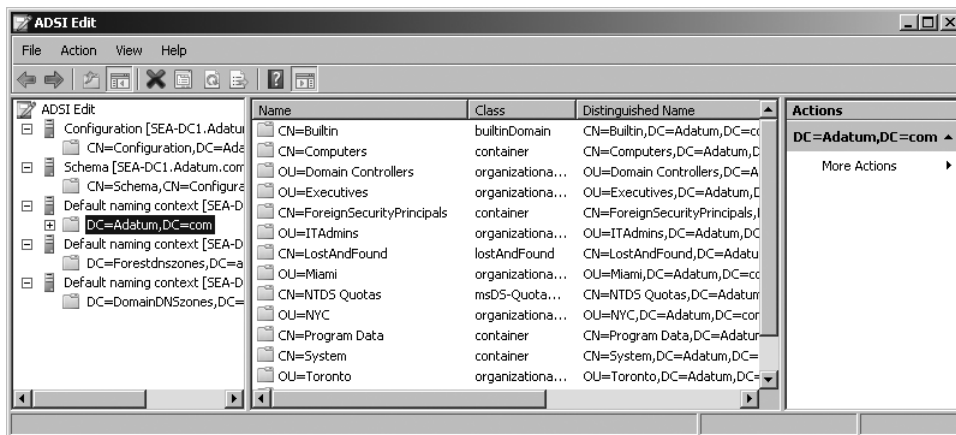 ADSI Edit
File Action View Help
ADSI Edit
Configuration [SEA-DC1.Adatu
CN=Configuration,DC=Ada
Schema [SEA-DC1.Adatum.com
CN=Schema,CN=Configura
Default naming context [SEA-D
DC=Adatum,DC=com
Default naming context [SEA-D
DC=Forestdnszones,DC=a
Default naming context [SEA-D
DC=DomainDNSzones,DC=
Name Class Distinguished Name
CN=Builtin builtinDomain CN=Builtin,DC=Adatum,DC=co
CN=Computers container CN=Computers,DC=Adatum,D
OU=Domain Controllers organizationa... OU=Domain Controllers,DC=A
OU=Executives organizationa... OU=Executives,DC=Adatum,D
CN=ForeignSecurityPrincipals container CN=ForeignSecurityPrincipals,
OU=ITAdmins organizationa... OU=ITAdmins,DC=Adatum,DC
CN=LostAndFound lostAndFound CN=LostAndFound,DC=Adatu
OU=Miami organizationa... OU=Miami,DC=Adatum,DC=co
CN=NTDS Quotas msDS-Quota... CN=NTDS Quotas,DC=Adatum
OU=NYC organizationa... OU=NYC,DC=Adatum,DC=con
CN=Program Data container CN=Program Data,DC=Adatur
CN=System container CN=System,DC=Adatum,DC=
OU=Toronto organizationa... OU=Toronto,DC=Adatum,DC=
Actions
DC=Adatum,DC=com
More Actions